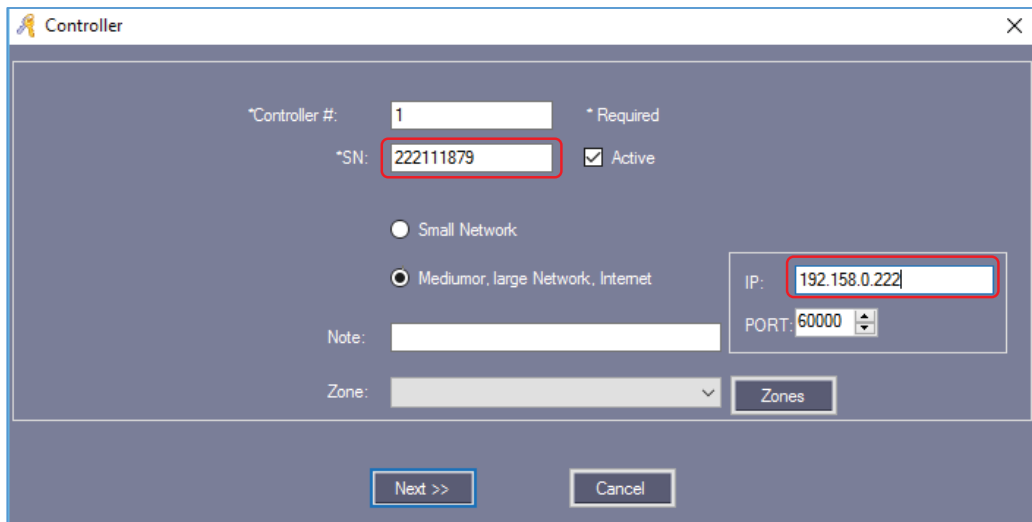 Controller
*Controller #: 1 * Required
*SN: 222111879 Active
Small Network
Mediumor, large Network, Internet
IP: 192.158.0.222
PORT: 60000
Note:
Zone: Zones
Next >> Cancel